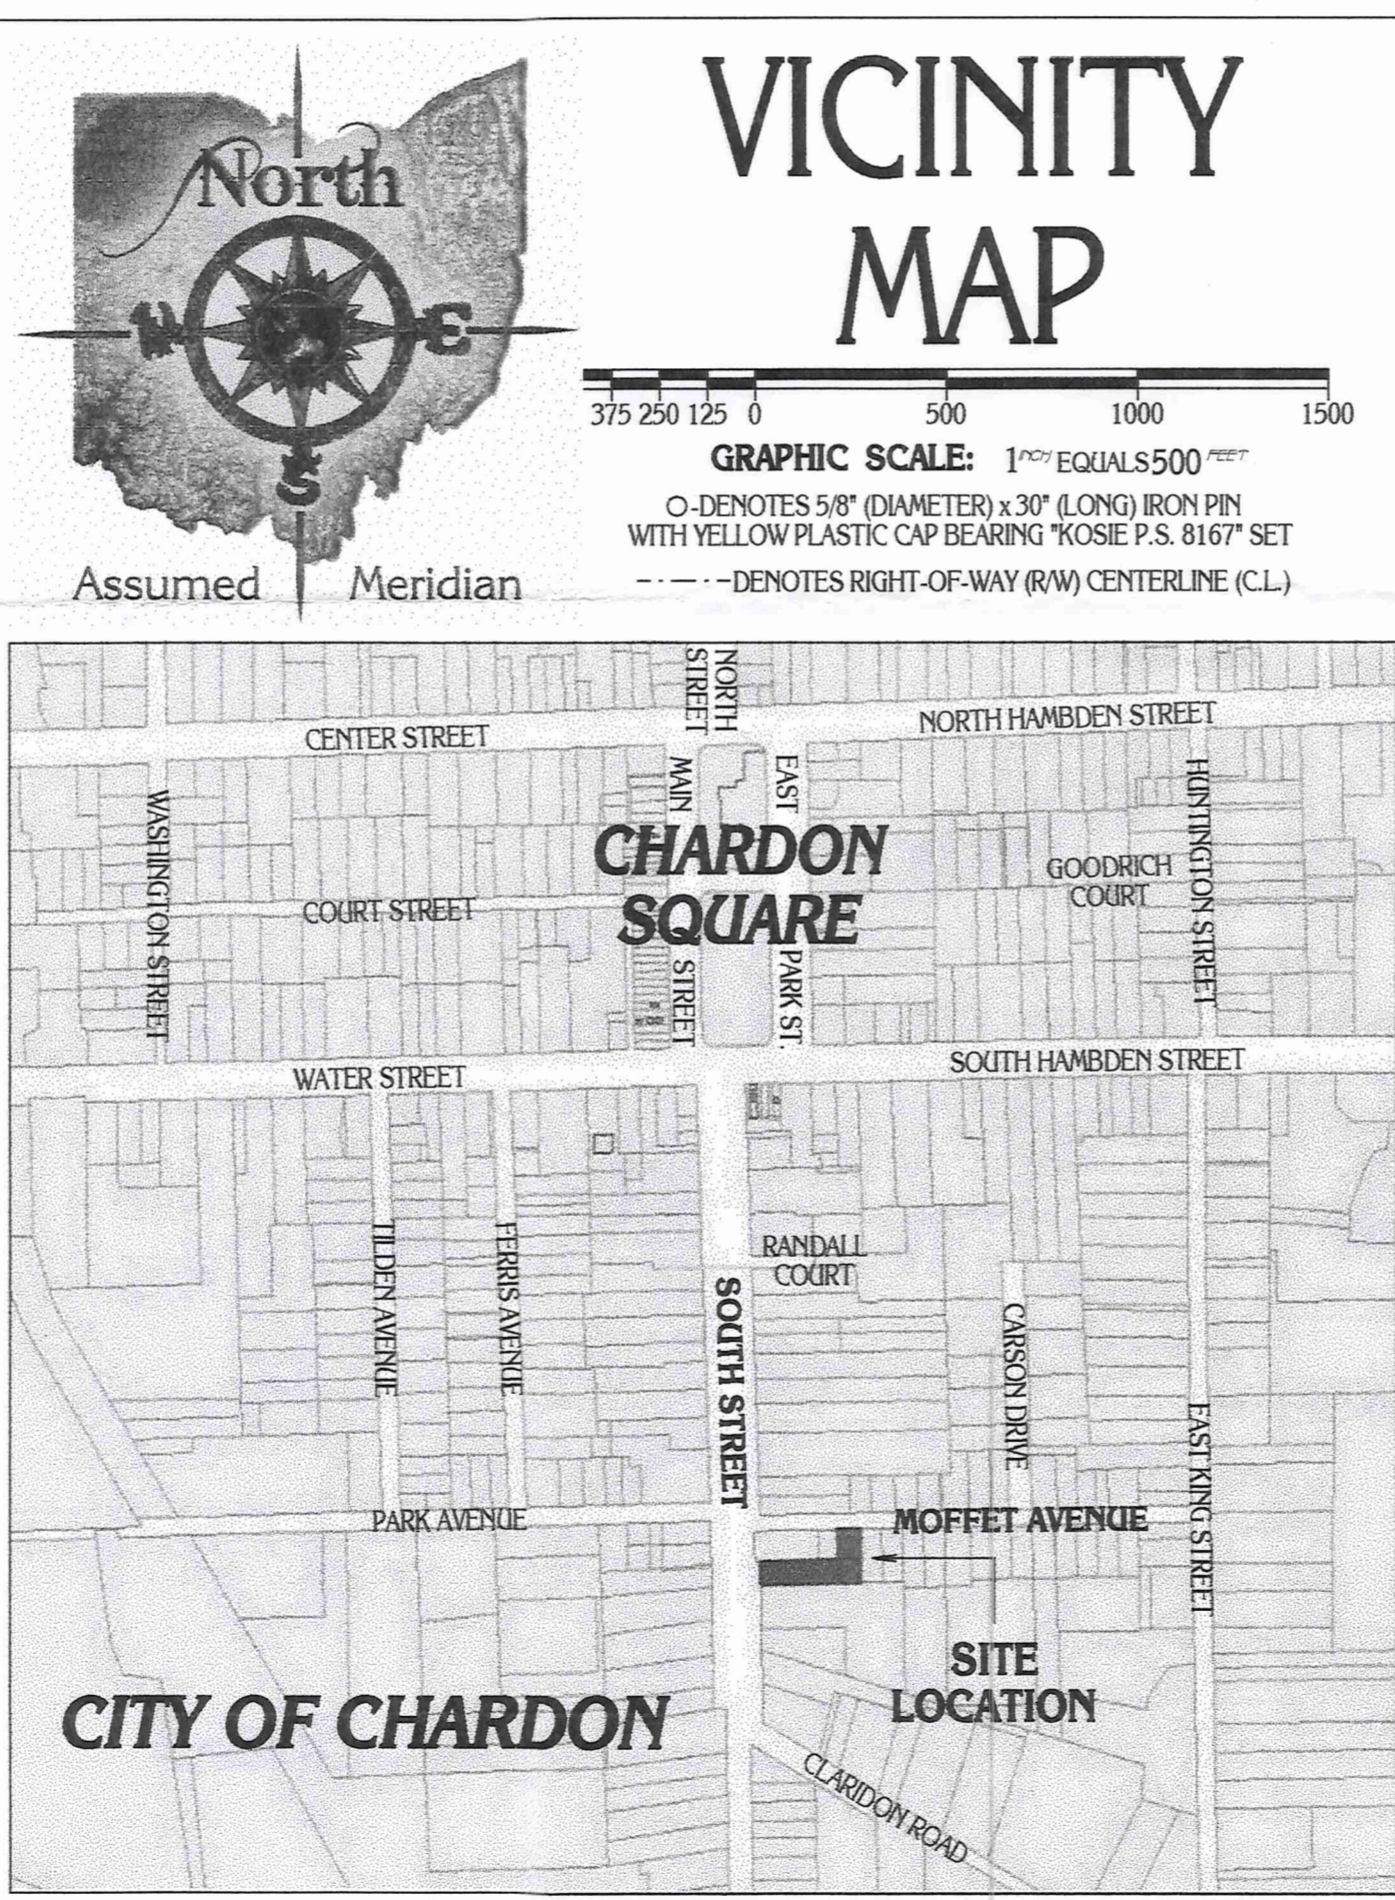 North
W
E
S
Assumed Meridian
VICINITY
MAP
375 250 125 0 500 1000 1500
GRAPHIC SCALE: 1 INCH EQUALS 500 FEET
O-DENOTES 5/8" (DIAMETER) x 30" (LONG) IRON PIN
WITH YELLOW PLASTIC CAP BEARING "KOSIE P.S. 8167" SET
DENOTES RIGHT-OF-WAY (R/W) CENTERLINE (C.L.)
NORTH
STREET
CENTER STREET
NORTH HAMBDEN STREET
WASHINGTON STREET
MAIN
STREET
EAST
PARK ST.
HUNTINGTON STREET
CHARDON
SQUARE
GOODRICH
COURT
COURT STREET
WATER STREET
SOUTH HAMBDEN STREET
TILDEN AVENUE
FERRIS AVENUE
RANDALL
COURT
SOUTH STREET
CARSON DRIVE
EAST KING STREET
PARK AVENUE
MOFFET AVENUE
SITE
LOCATION
CITY OF CHARDON
CLARIDON ROAD